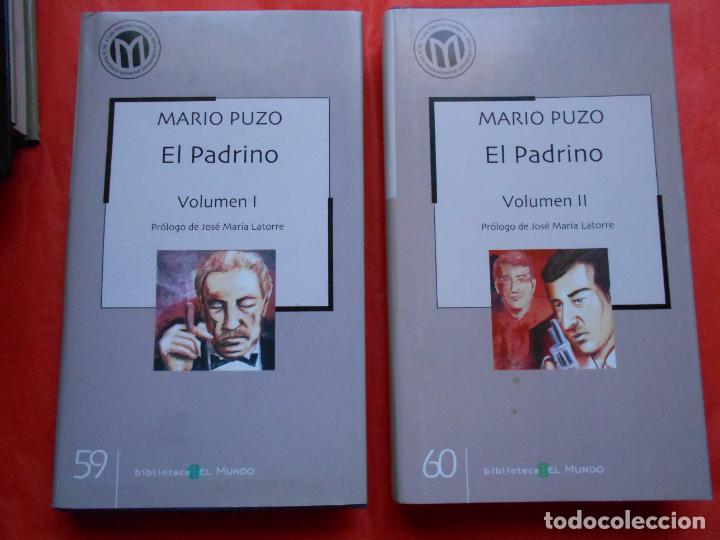 MARIO PUZO
El Padrino
Volumen I
Prólogo de José María Latorre
59
biblioteca EL MUNDO
MARIO PUZO
El Padrino
Volumen II
Prólogo de José María Latorre
60
biblioteca EL MUNDO
todocoleccion.net